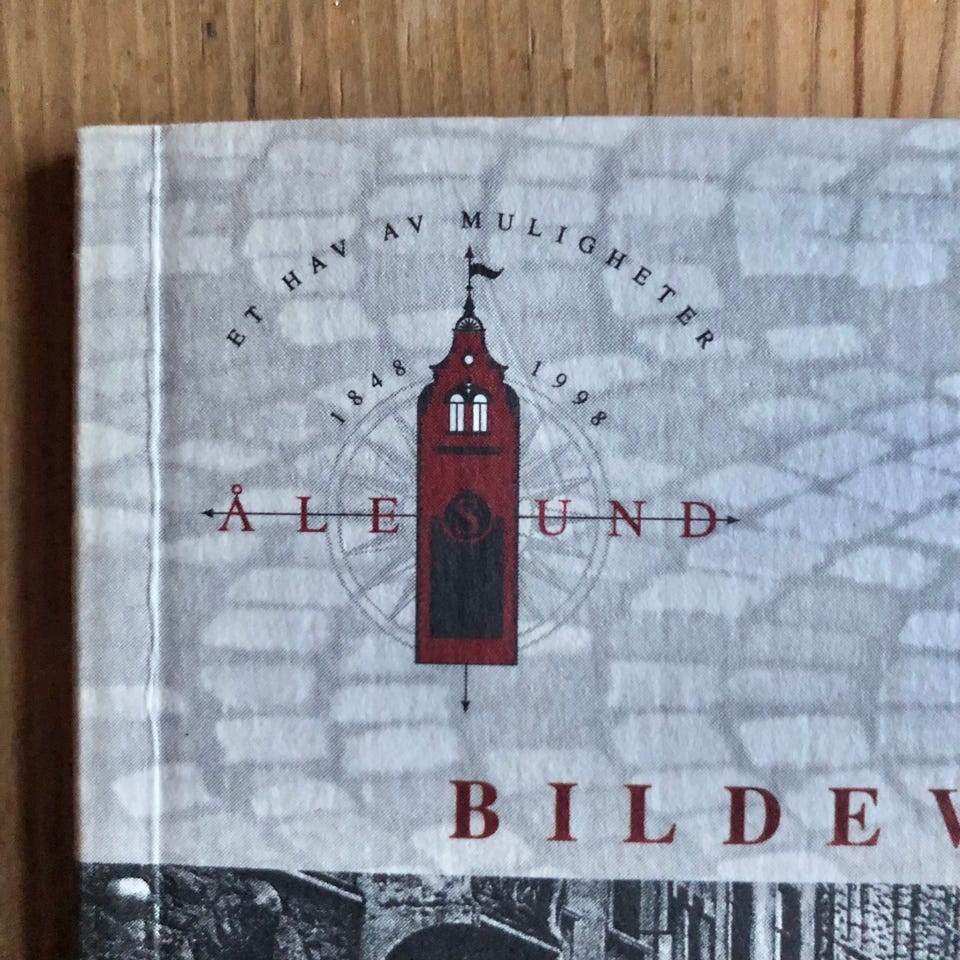 ET HAV AV MULIGHETER
1848 1998
ÅLESUND
BILDEV